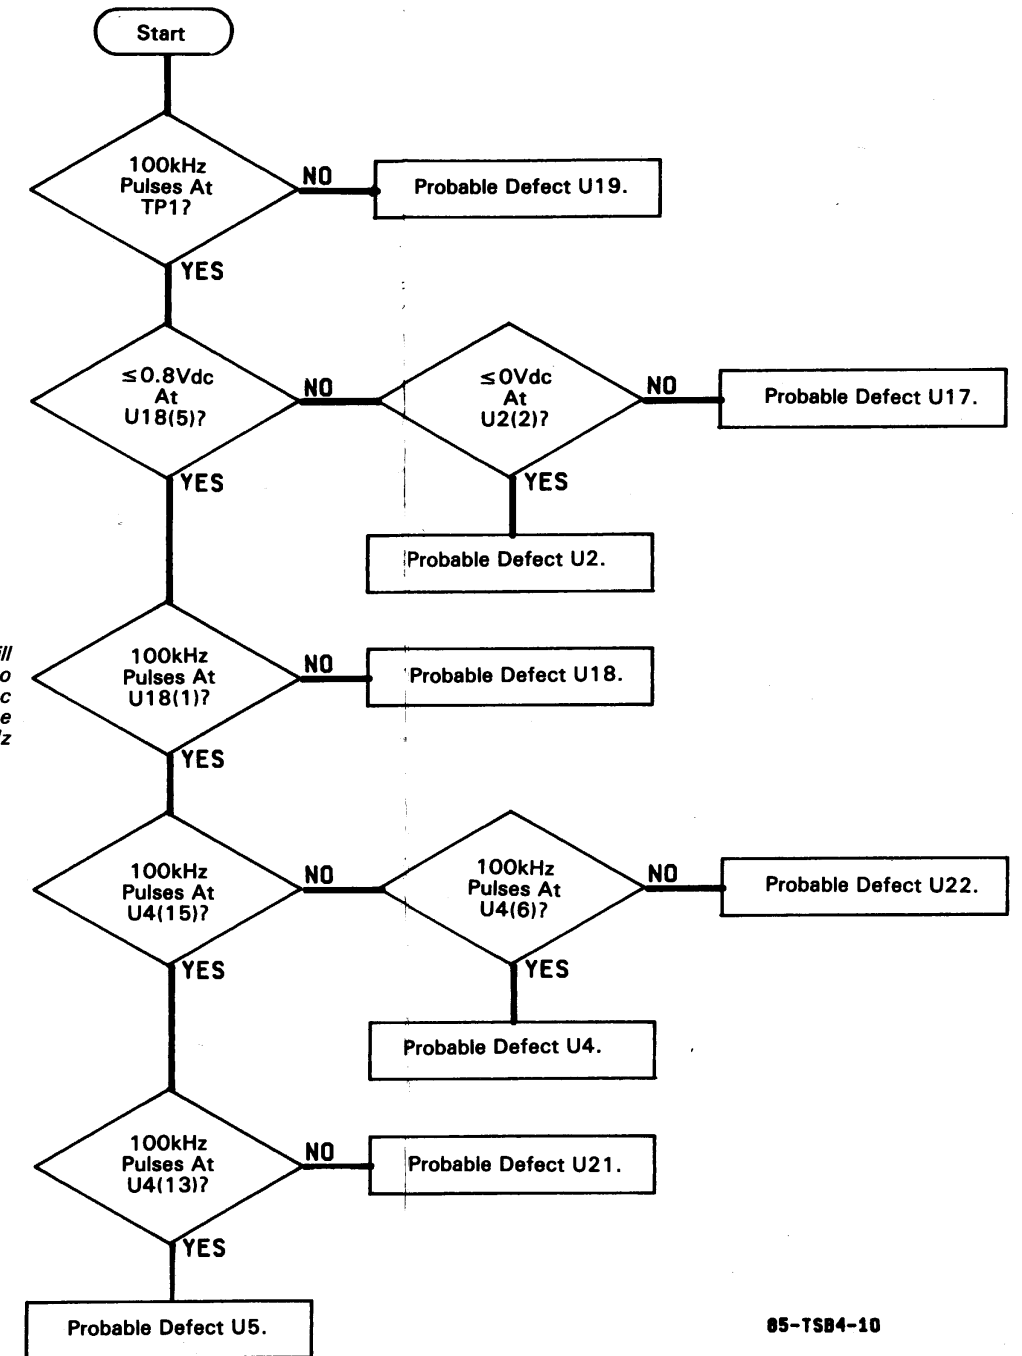 Start
100kHz
Pulses At
TP1?
NO
Probable Defect U19.
YES
≤0.8Vdc
At
U18(5)?
NO
≤0Vdc
At
U2(2)?
NO
Probable Defect U17.
YES
YES
Probable Defect U2.
ill
o
c
e
lz
100kHz
Pulses At
U18(1)?
NO
Probable Defect U18.
YES
100kHz
Pulses At
U4(15)?
NO
100kHz
Pulses At
U4(6)?
NO
Probable Defect U22.
YES
YES
Probable Defect U4.
100kHz
Pulses At
U4(13)?
NO
Probable Defect U21.
YES
Probable Defect U5.
85-TSB4-10